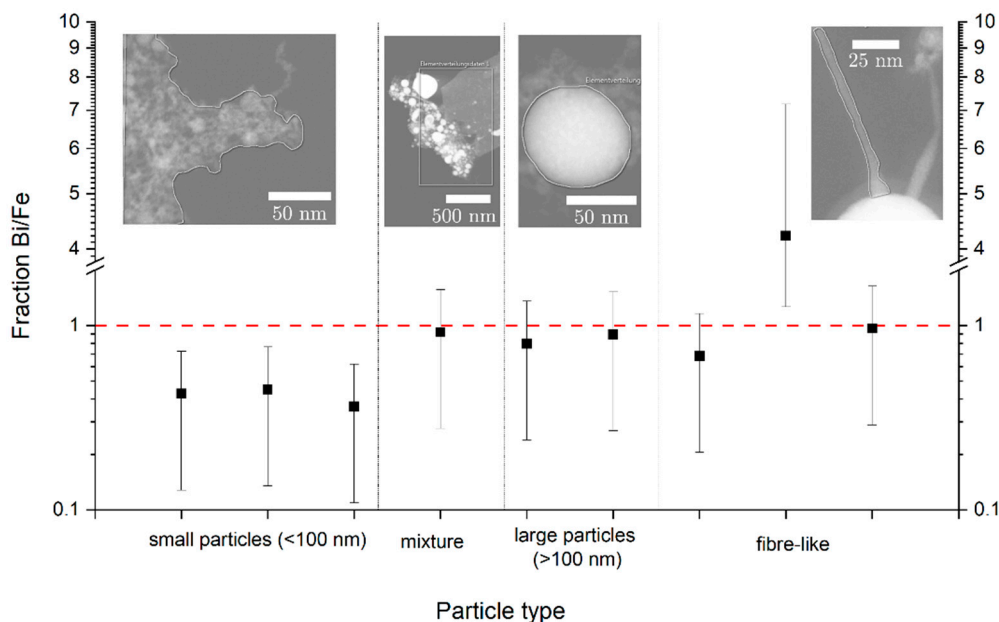 10
9
8
7
6
5
4
1
0.1
Fraction Bi/Fe
50 nm
Elementverteilungsdaten 1
500 nm
Elementverteilung
50 nm
25 nm
10
9
8
7
6
5
4
1
0.1
small particles (<100 nm)
mixture
large particles
(>100 nm)
fibre-like
Particle type